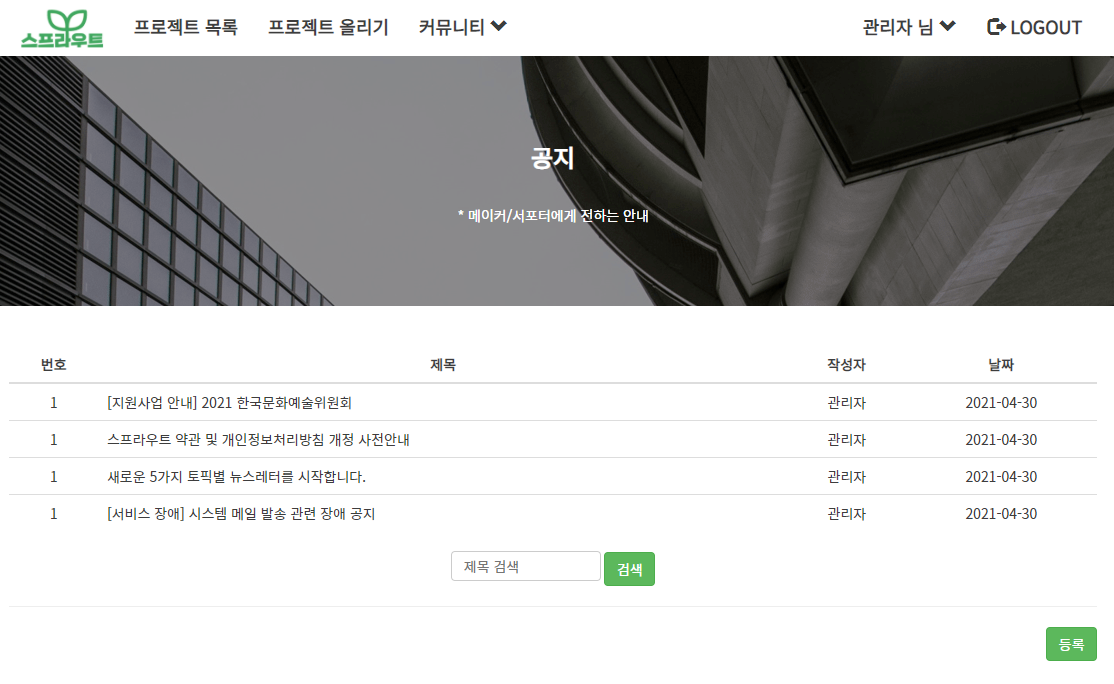 스프라우트 프로젝트 목록 프로젝트 올리기 커뮤니티 관리자 님 LOGOUT
공지
* 메이커/서포터에게 전하는 안내
번호 제목 작성자 날짜
1 [지원사업 안내] 2021 한국문화예술위원회 관리자 2021-04-30
1 스프라우트 약관 및 개인정보처리방침 개정 사전안내 관리자 2021-04-30
1 새로운 5가지 토픽별 뉴스레터를 시작합니다. 관리자 2021-04-30
1 [서비스 장애] 시스템 메일 발송 관련 장애 공지 관리자 2021-04-30
제목 검색 검색
등록